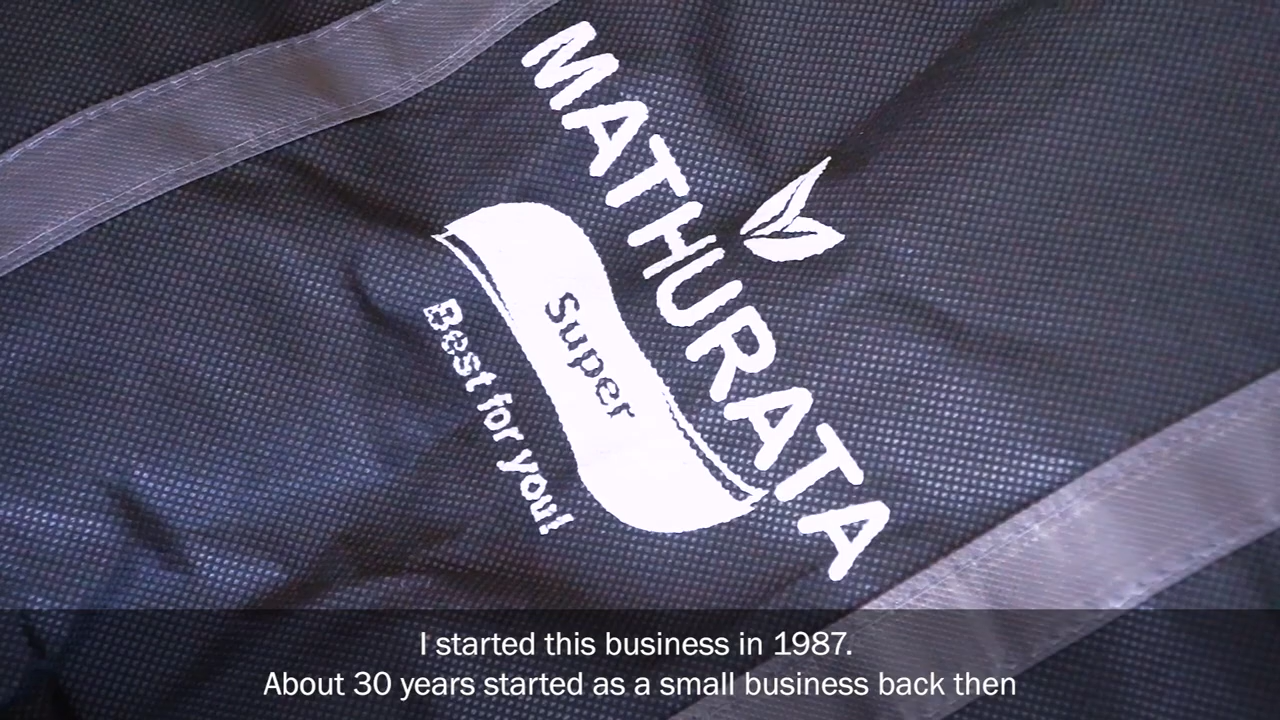 MATHURATA
Super
Best for you!
I started this business in 1987.
About 30 years started as a small business back then